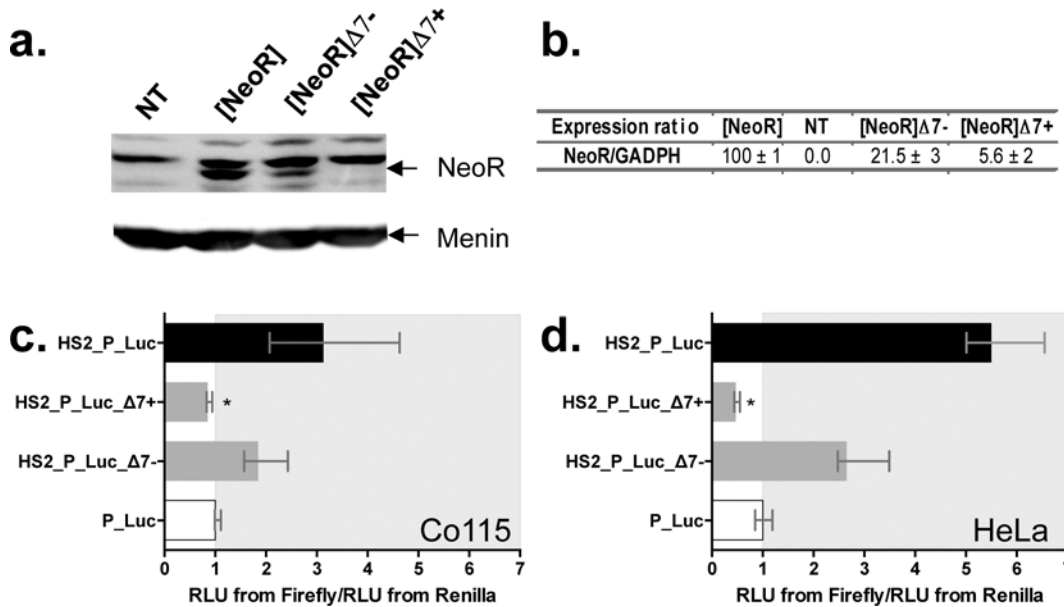 a.
NT
[NeoR]
[NeoR]Δ7-
[NeoR]Δ7+
NeoR
Menin
b.
Expression ratio [NeoR] NT [NeoR]Δ7- [NeoR]Δ7+
NeoR/GADPH 100 ± 1 0.0 21.5 ± 3 5.6 ± 2
c.
HS2_P_Luc
HS2_P_Luc_Δ7+
*
HS2_P_Luc_Δ7-
P_Luc
Co115
0 1 2 3 4 5 6 7
RLU from Firefly/RLU from Renilla
d.
HS2_P_Luc
HS2_P_Luc_Δ7+
*
HS2_P_Luc_Δ7-
P_Luc
HeLa
0 1 2 3 4 5 6 7
RLU from Firefly/RLU from Renilla